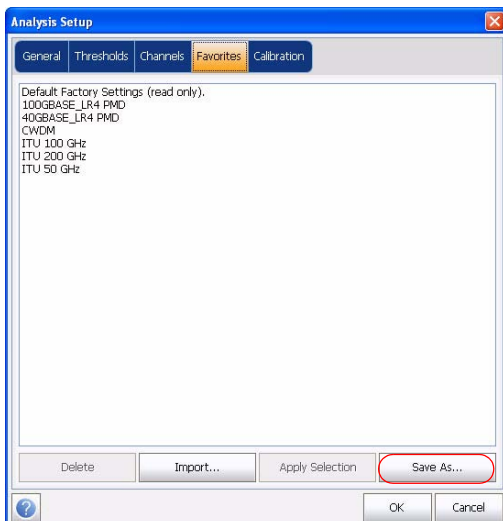 Analysis Setup
General Thresholds Channels Favorites Calibration
Default Factory Settings (read only).
100GBASE_LR4 PMD
40GBASE_LR4 PMD
CWDM
ITU 100 GHz
ITU 200 GHz
ITU 50 GHz
Delete Import... Apply Selection Save As...
? OK Cancel